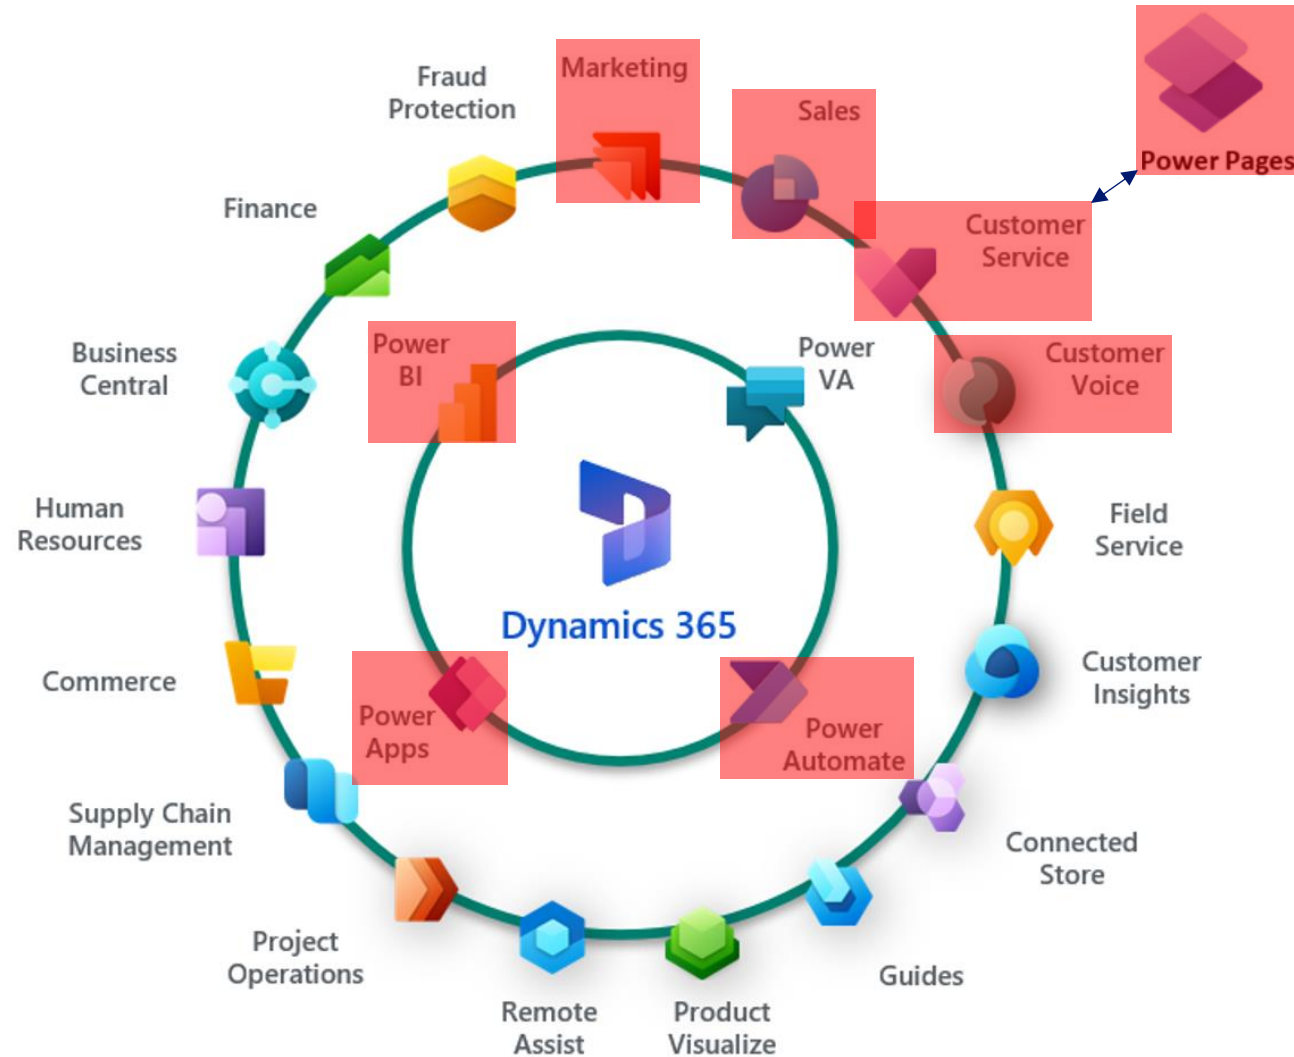 Marketing
Fraud
Protection
Sales
Power Pages
Finance
Customer
Service
Business
Central
Power
BI
Power
VA
Customer
Voice
Human
Resources
Field
Service
Dynamics 365
Commerce
Customer
Insights
Power
Apps
Power
Automate
Supply Chain
Management
Connected
Store
Project
Operations
Guides
Remote
Assist
Product
Visualize